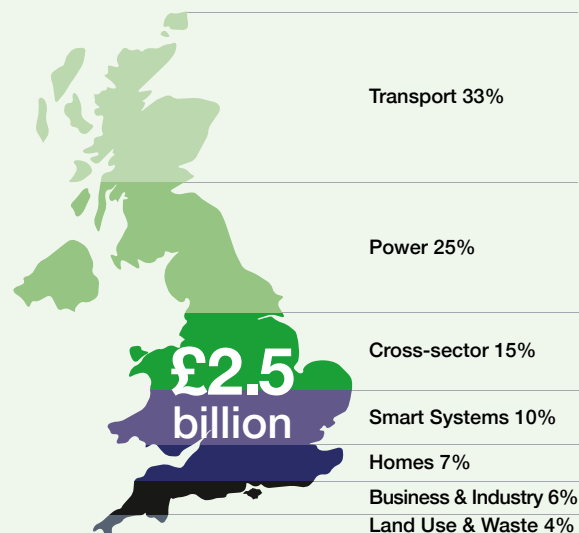 Transport 33%
Power 25%
Cross-sector 15%
£2.5
billion
Smart Systems 10%
Homes 7%
Business & Industry 6%
Land Use & Waste 4%